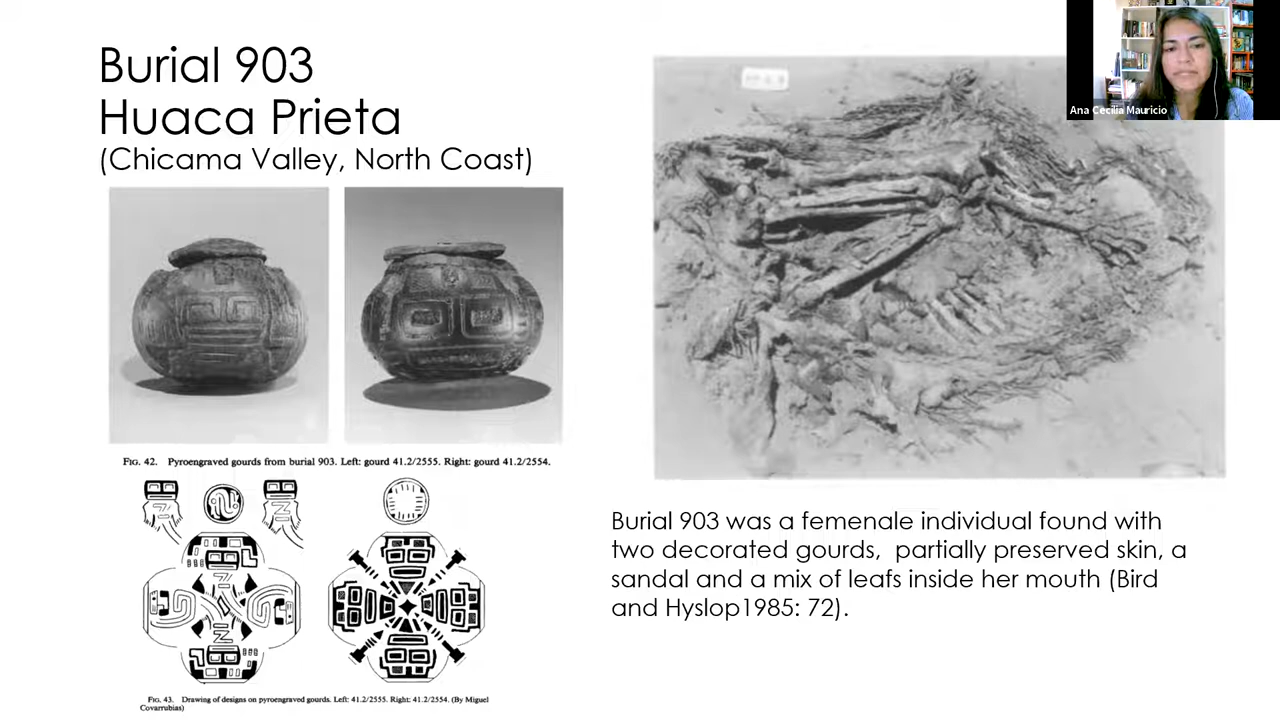 Burial 903
Huaca Prieta
(Chicama Valley, North Coast)
Ana Cecilia Mauricio
FIG. 42. Pyroengraved gourds from burial 903. Left: gourd 41.2/2555. Right: gourd 41.2/2554.
FIG. 43. Drawing of designs on pyroengraved gourds. Left: 41.2/2555. Right: 41.2/2554. (By Miguel
Covarrubias)
Burial 903 was a femenale individual found with
two decorated gourds, partially preserved skin, a
sandal and a mix of leafs inside her mouth (Bird
and Hyslop1985: 72).